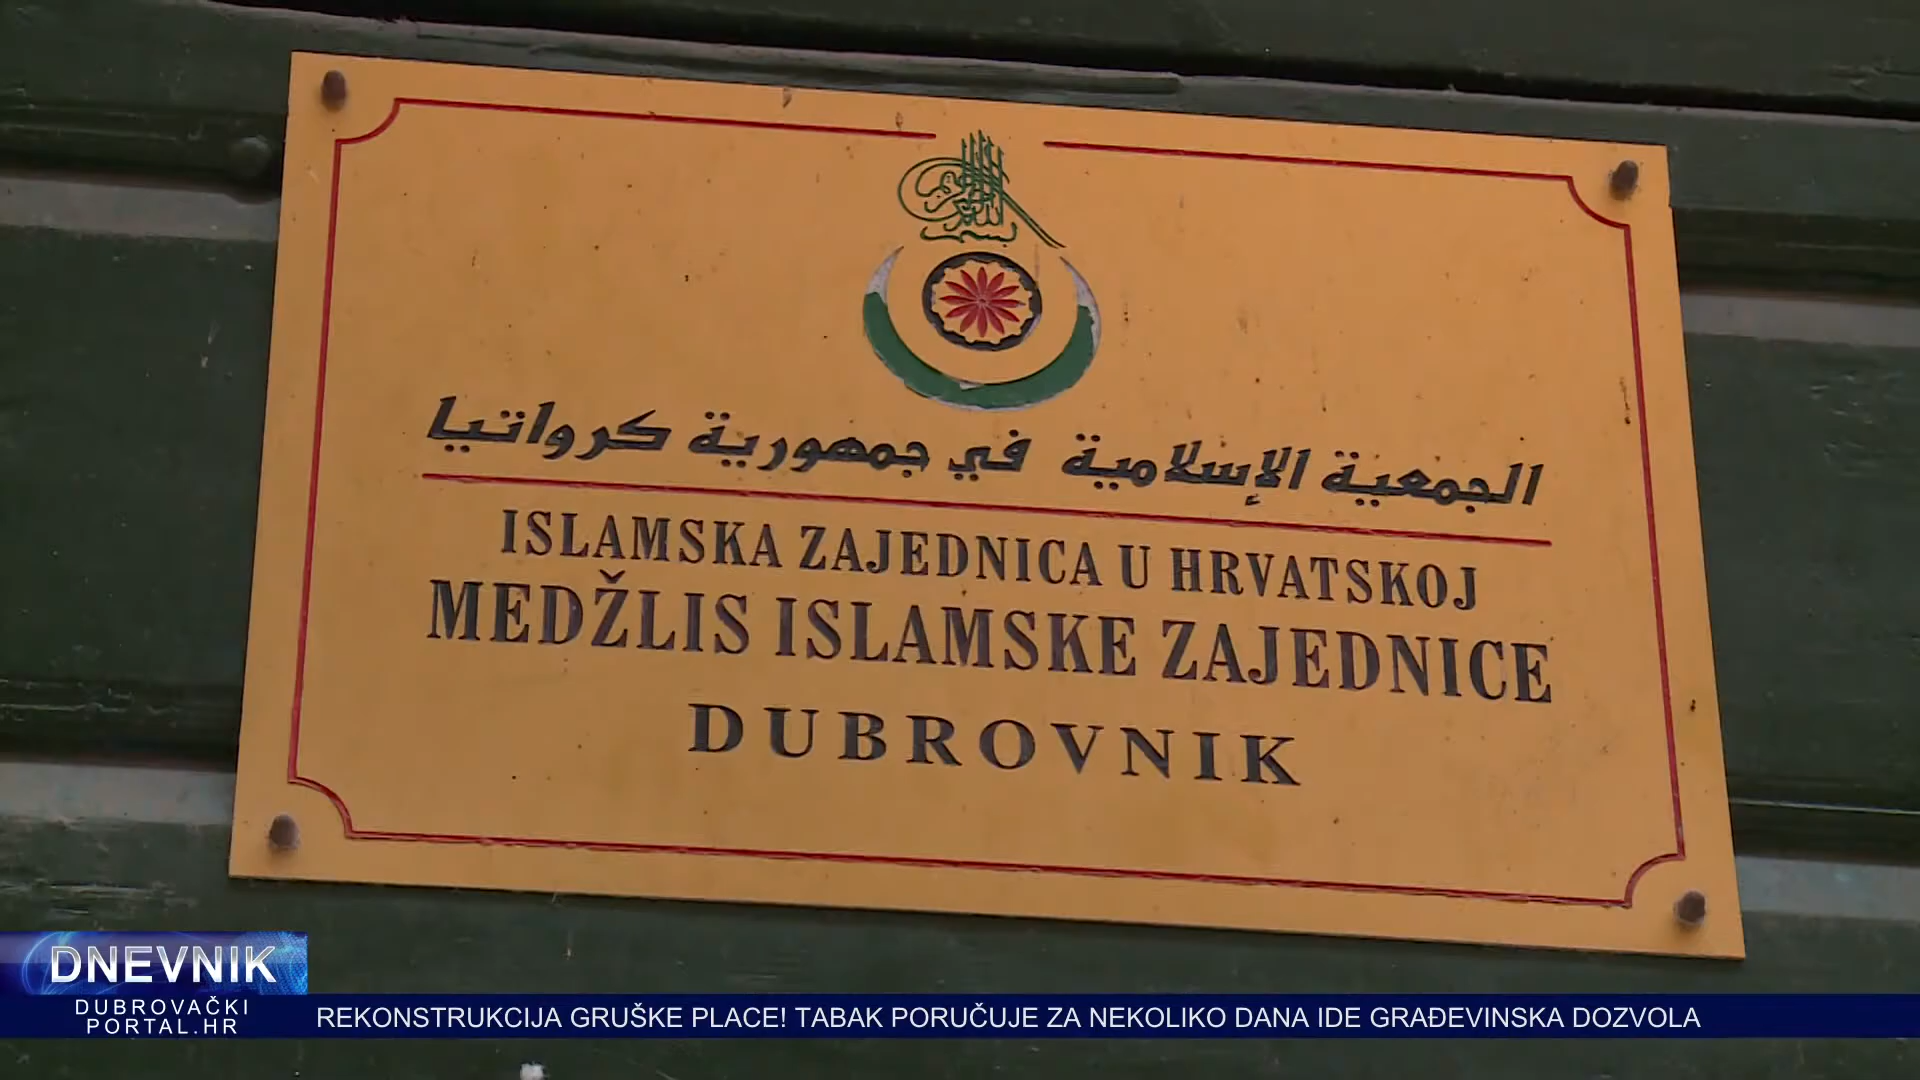 الجمعية الإسلامية في جمهورية كرواتيا
ISLAMSKA ZAJEDNICA U HRVATSKOJ
MEDŽLIS ISLAMSKE ZAJEDNICE
DUBROVNIK
DNEVNIK
DUBROVAČKI
PORTAL.HR
REKONSTRUKCIJA GRUŠKE PLACE! TABAK PORUČUJE ZA NEKOLIKO DANA IDE GRAĐEVINSKA DOZVOLA